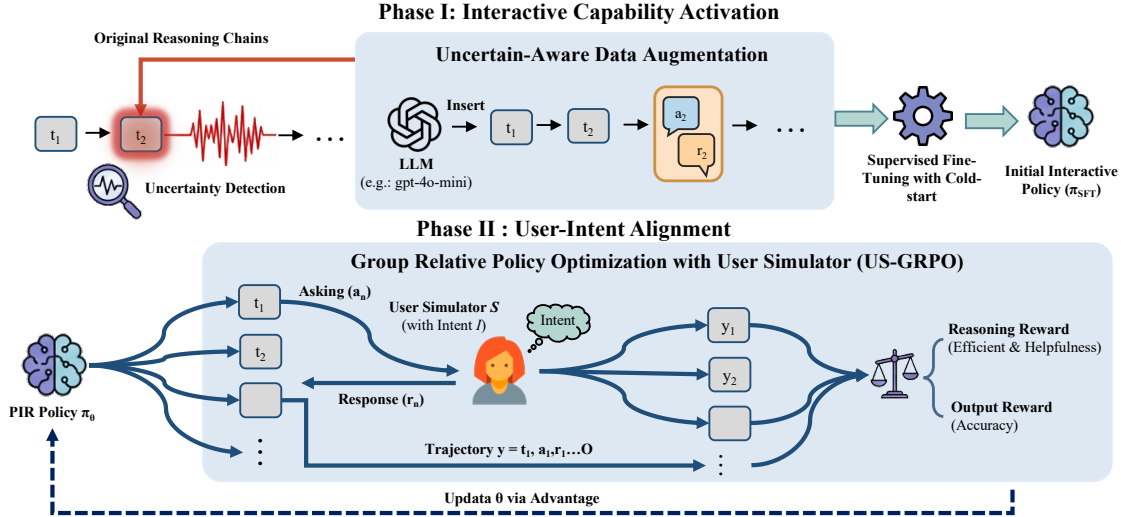 Phase I: Interactive Capability Activation
Original Reasoning Chains
Uncertain-Aware Data Augmentation
t1
t2
. . .
Insert
t1
t2
a2
r2
. . .
LLM
(e.g.: gpt-4o-mini)
Uncertainty Detection
Supervised Fine-
Tuning with Cold-
start
Initial Interactive
Policy (πSFT)
Phase II : User-Intent Alignment
Group Relative Policy Optimization with User Simulator (US-GRPO)
Asking (an)
t1
User Simulator S
(with Intent I)
Intent
y1
Reasoning Reward
(Efficient & Helpfulness)
t2
y2
PIR Policy πθ
Response (rn)
Output Reward
(Accuracy)
Trajectory y = t1, a1,r1…O
Updata θ via Advantage